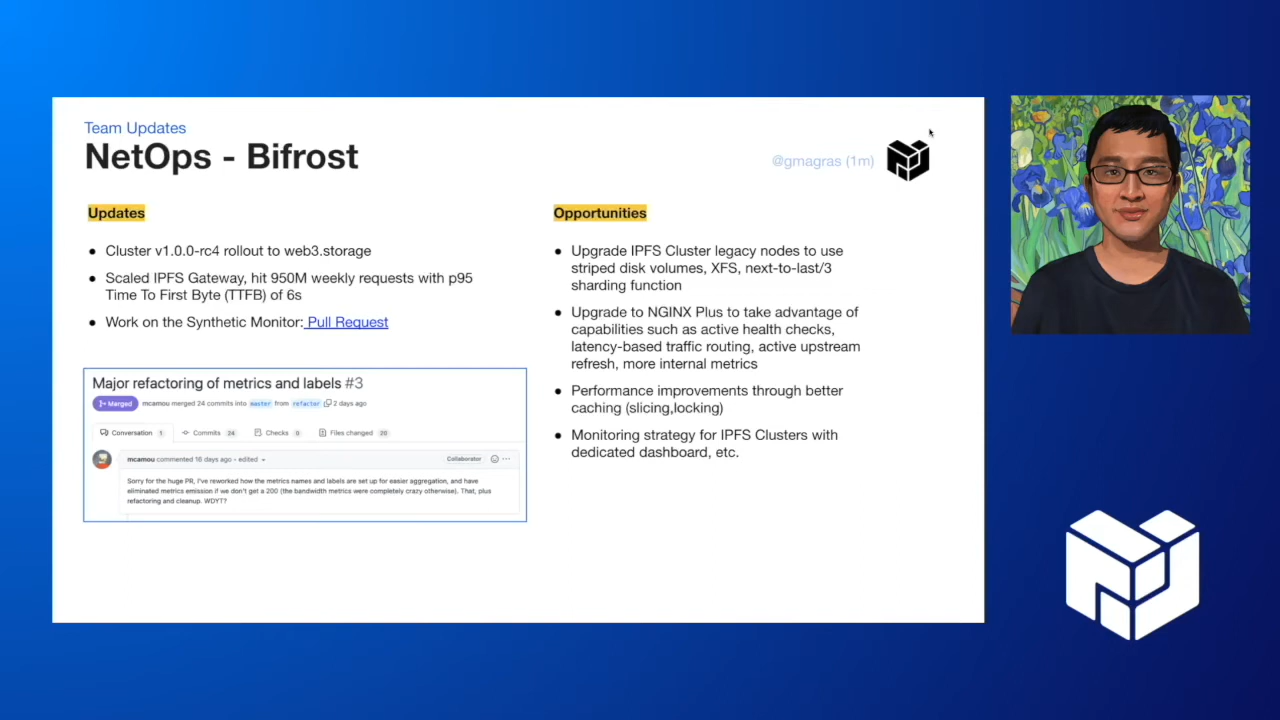 Team Updates
NetOps - Bifrost
@gmagras (1m)
Updates
● Cluster v1.0.0-rc4 rollout to web3.storage
● Scaled IPFS Gateway, hit 950M weekly requests with p95
Time To First Byte (TTFB) of 6s
● Work on the Synthetic Monitor: Pull Request
Major refactoring of metrics and labels #3
Merged mcamou merged 24 commits into master from refactor 2 days ago
Conversation 1 Commits 24 Checks 0 Files changed 20
mcamou commented 16 days ago • edited Collaborator
Sorry for the huge PR, I've reworked how the metrics names and labels are set up for easier aggregation, and have
eliminated metrics emission if we don't get a 200 (the bandwidth metrics were completely crazy otherwise). That, plus
refactoring and cleanup. WDYT?
Opportunities
● Upgrade IPFS Cluster legacy nodes to use
striped disk volumes, XFS, next-to-last/3
sharding function
● Upgrade to NGINX Plus to take advantage of
capabilities such as active health checks,
latency-based traffic routing, active upstream
refresh, more internal metrics
● Performance improvements through better
caching (slicing,locking)
● Monitoring strategy for IPFS Clusters with
dedicated dashboard, etc.